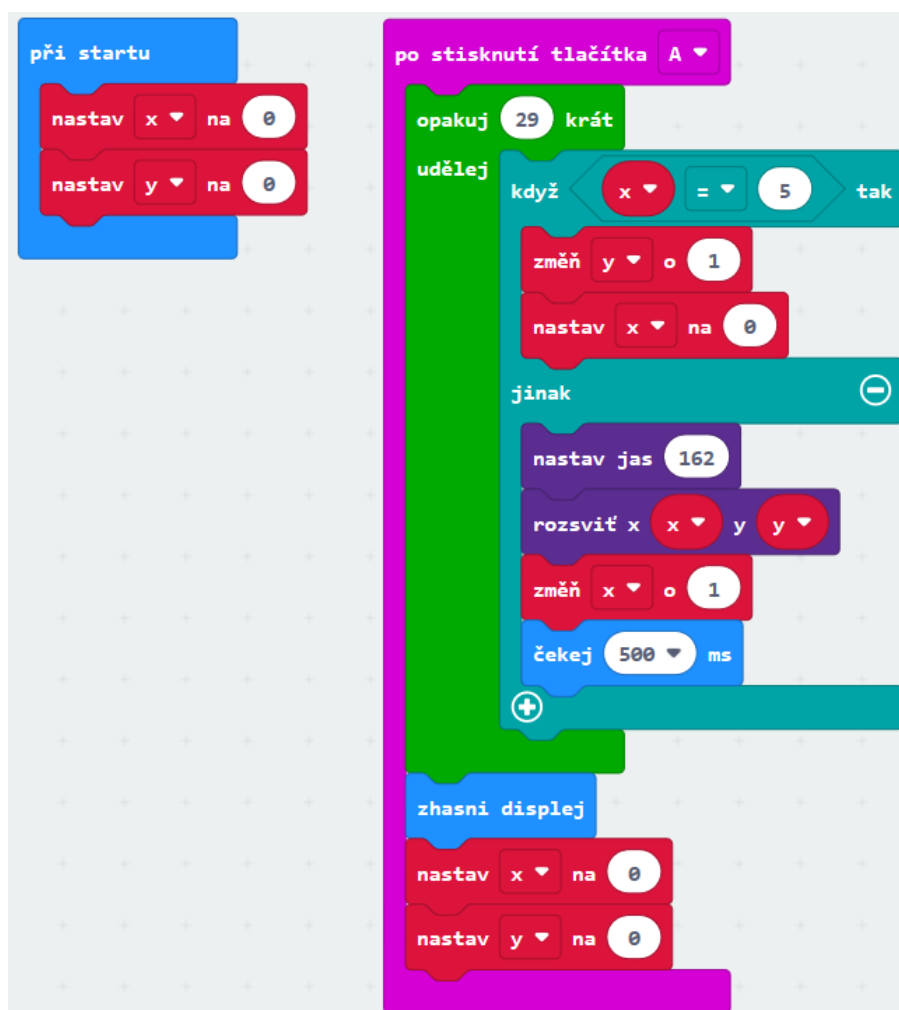 při startu
nastav x na 0
nastav y na 0
po stisknutí tlačítka A
opakuj 29 krát
udělej
když x = 5 tak
změň y o 1
nastav x na 0
jinak
nastav jas 162
rozsviť x x y y
změň x o 1
čekej 500 ms
zhasni displej
nastav x na 0
nastav y na 0